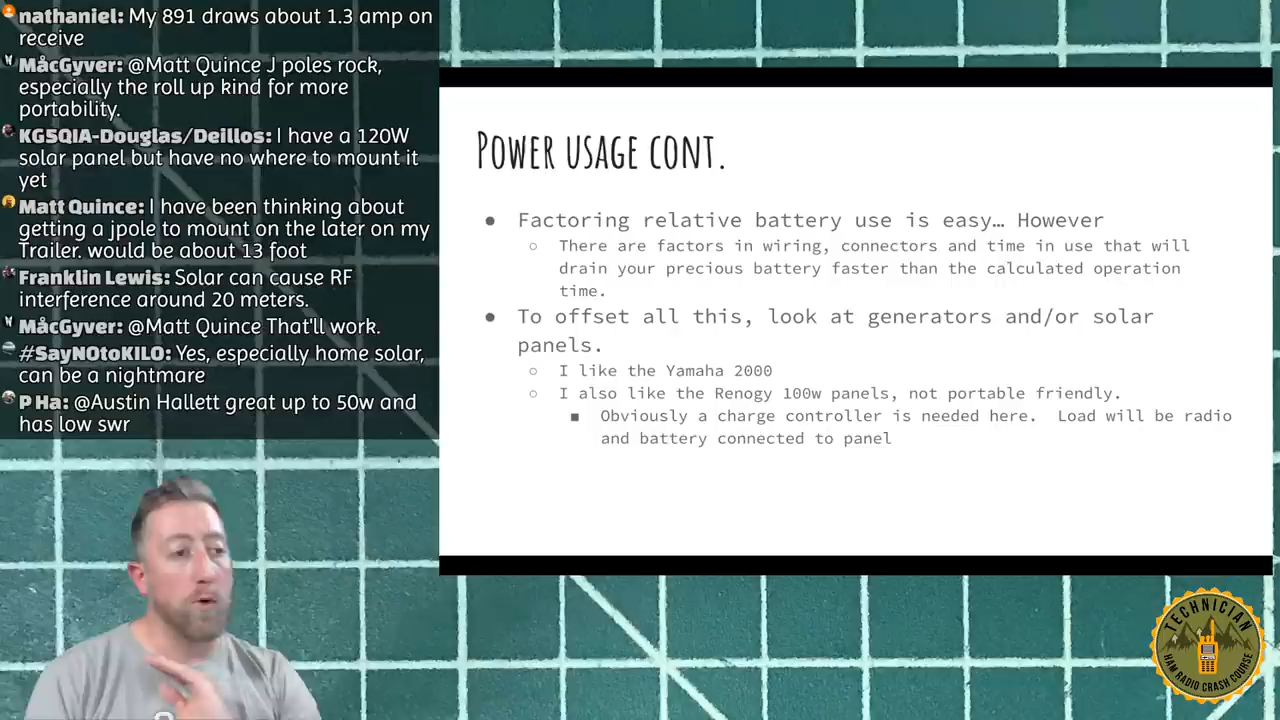 nathaniel: My 891 draws about 1.3 amp on
receive
MåcGyver: @Matt Quince J poles rock,
especially the roll up kind for more
portability.
KG5QIA-Douglas/Deillos: I have a 120W
solar panel but have no where to mount it
yet
Matt Quince: I have been thinking about
getting a jpole to mount on the later on my
Trailer. would be about 13 foot
Franklin Lewis: Solar can cause RF
interference around 20 meters.
MåcGyver: @Matt Quince That'll work.
#SayNOtoKILO: Yes, especially home solar,
can be a nightmare
P Ha: @Austin Hallett great up to 50w and
has low swr
Power usage cont.
● Factoring relative battery use is easy… However
○ There are factors in wiring, connectors and time in use that will
drain your precious battery faster than the calculated operation
time.
● To offset all this, look at generators and/or solar
panels.
○ I like the Yamaha 2000
○ I also like the Renogy 100w panels, not portable friendly.
■ Obviously a charge controller is needed here. Load will be radio
and battery connected to panel
TECHNICIAN
HAM RADIO CRASH COURSE